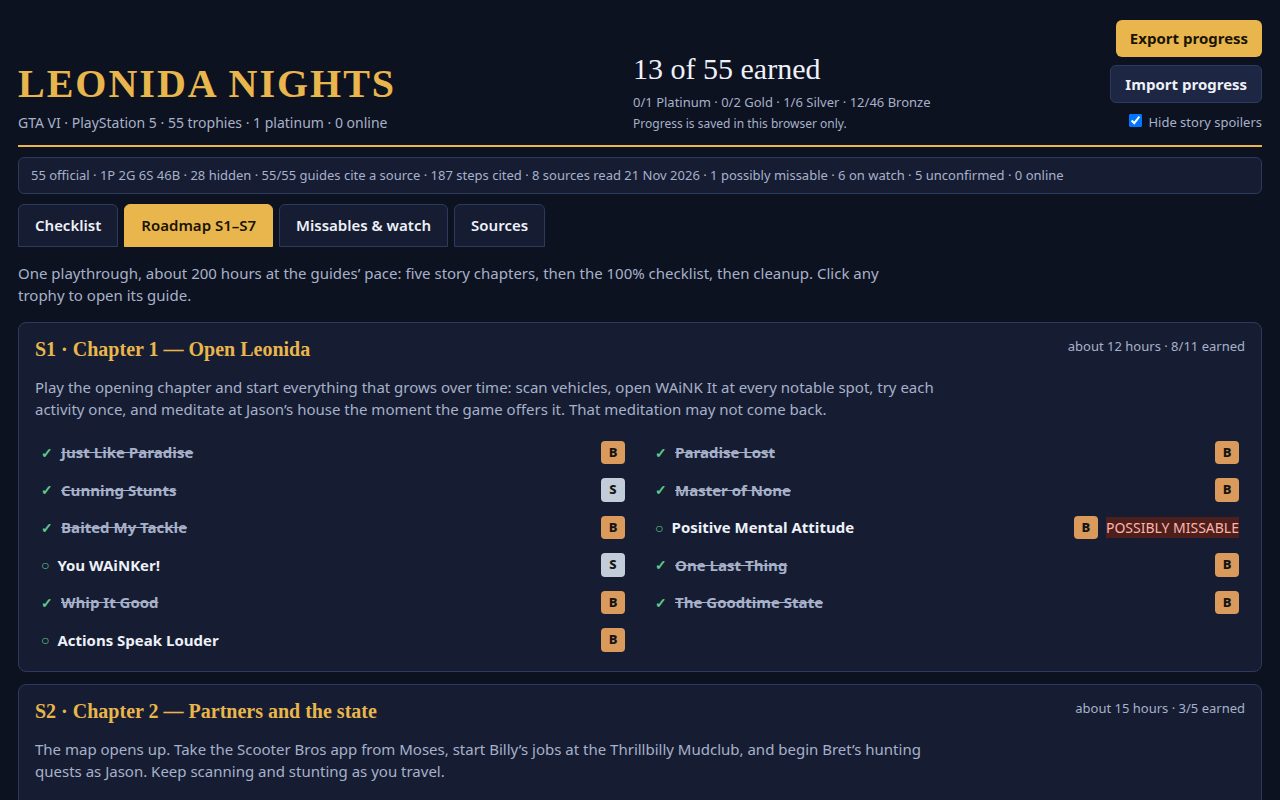 LEONIDA NIGHTS
GTA VI · PlayStation 5 · 55 trophies · 1 platinum · 0 online
13 of 55 earned
0/1 Platinum · 0/2 Gold · 1/6 Silver · 12/46 Bronze
Progress is saved in this browser only.
Export progress
Import progress
Hide story spoilers
55 official · 1P 2G 6S 46B · 28 hidden · 55/55 guides cite a source · 187 steps cited · 8 sources read 21 Nov 2026 · 1 possibly missable · 6 on watch · 5 unconfirmed · 0 online
Checklist
Roadmap S1–S7
Missables & watch
Sources
One playthrough, about 200 hours at the guides’ pace: five story chapters, then the 100% checklist, then cleanup. Click any
trophy to open its guide.
S1 · Chapter 1 — Open Leonida
about 12 hours · 8/11 earned
Play the opening chapter and start everything that grows over time: scan vehicles, open WAiNK It at every notable spot, try each
activity once, and meditate at Jason’s house the moment the game offers it. That meditation may not come back.
✓ Just Like Paradise B
✓ Paradise Lost B
✓ Cunning Stunts S
✓ Master of None B
✓ Baited My Tackle B
○ Positive Mental Attitude B POSSIBLY MISSABLE
○ You WAiNKer! S
✓ One Last Thing B
✓ Whip It Good B
✓ The Goodtime State B
○ Actions Speak Louder B
S2 · Chapter 2 — Partners and the state
about 15 hours · 3/5 earned
The map opens up. Take the Scooter Bros app from Moses, start Billy’s jobs at the Thrillbilly Mudclub, and begin Bret’s hunting
quests as Jason. Keep scanning and stunting as you travel.